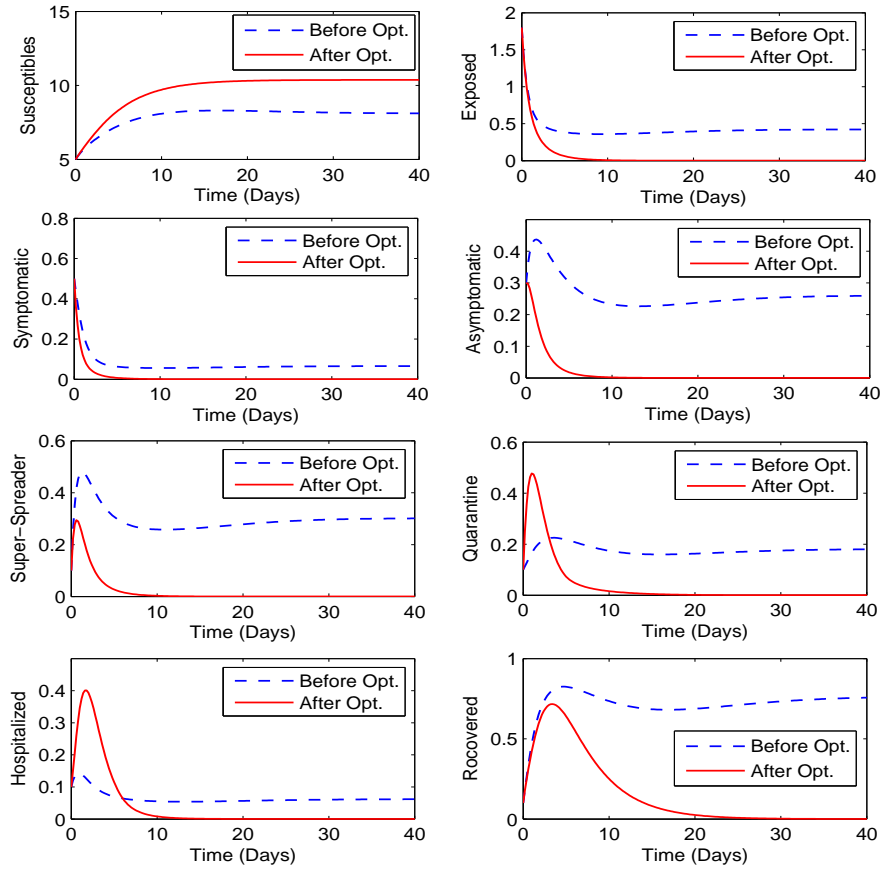 Susceptibles
15
10
5
0
10
20
30
40
Time (Days)
Before Opt.
After Opt.
Exposed
2
1.5
1
0.5
0
0
10
20
30
40
Time (Days)
Before Opt.
After Opt.
Symptomatic
0.8
0.6
0.4
0.2
0
0
10
20
30
40
Time (Days)
Before Opt.
After Opt.
Asymptomatic
0.4
0.3
0.2
0.1
0
0
10
20
30
40
Time (Days)
Before Opt.
After Opt.
Super-Spreader
0.6
0.4
0.2
0
0
10
20
30
40
Time (Days)
Before Opt.
After Opt.
Quarantine
0.6
0.4
0.2
0
0
10
20
30
40
Time (Days)
Before Opt.
After Opt.
Hospitalized
0.4
0.3
0.2
0.1
0
0
10
20
30
40
Time (Days)
Before Opt.
After Opt.
Rocovered
1
0.5
0
0
10
20
30
40
Time (Days)
Before Opt.
After Opt.